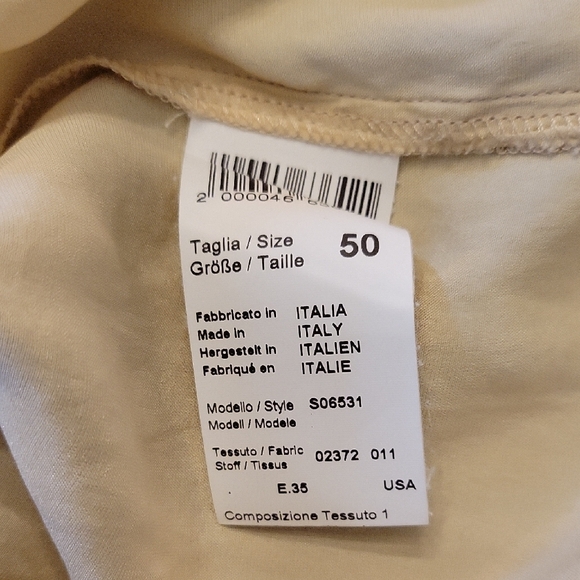 2 000046
Taglia / Size 50
Größe / Taille
Fabbricato in ITALIA
Made in ITALY
Hergestelt in ITALIEN
Fabriqué en ITALIE
Modello / Style S06531
Modell / Modele
Tessuto / Fabric 02372 011
Stoff / Tissus
. E.35 USA
Composizione Tessuto 1